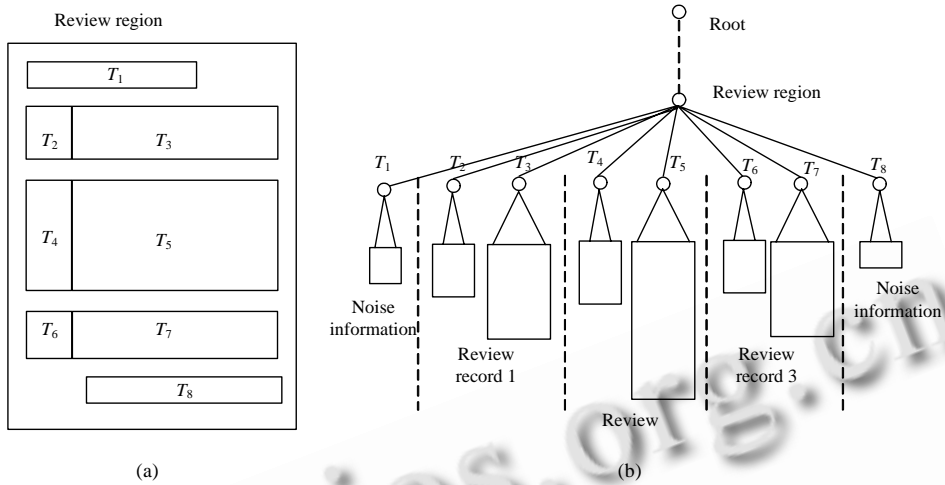 Review region
T1
T2
T3
T4
T5
T6
T7
T8
(a)
Root
Review region
T1
T2
T3
T4
T5
T6
T7
T8
Noise
information
Review
record 1
Review
Review
record 3
Noise
information
(b)